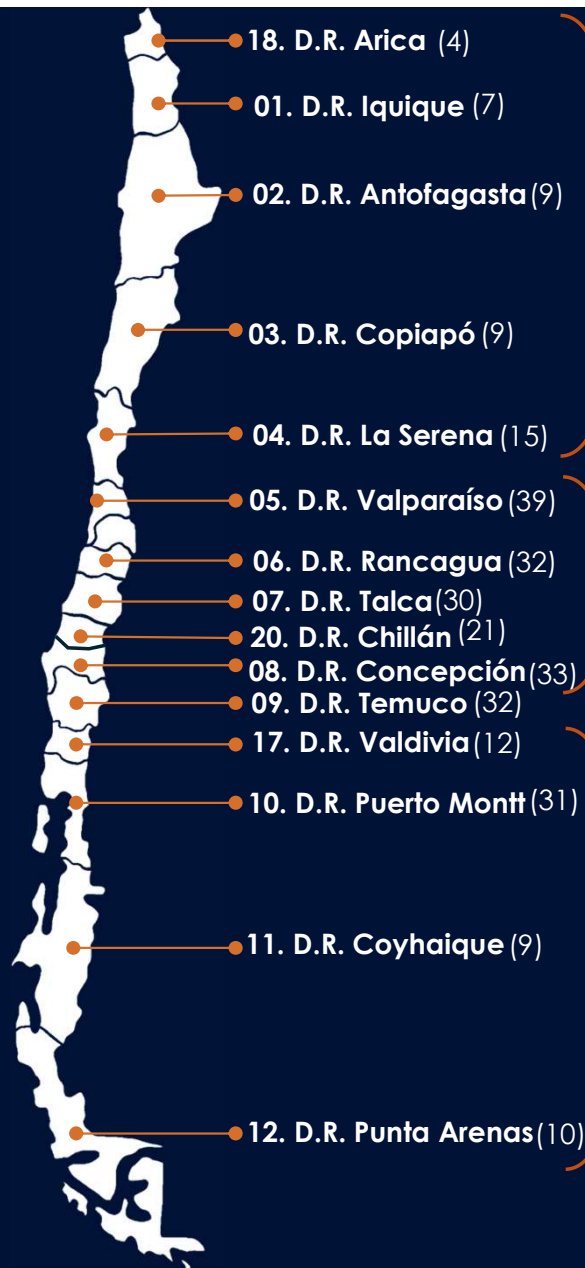 18. D.R. Arica (4)
01. D.R. Iquique (7)
02. D.R. Antofagasta (9)
03. D.R. Copiapó (9)
04. D.R. La Serena (15)
05. D.R. Valparaíso (39)
06. D.R. Rancagua (32)
07. D.R. Talca (30)
20. D.R. Chillán (21)
08. D.R. Concepción (33)
09. D.R. Temuco (32)
17. D.R. Valdivia (12)
10. D.R. Puerto Montt (31)
11. D.R. Coyhaique (9)
12. D.R. Punta Arenas (10)